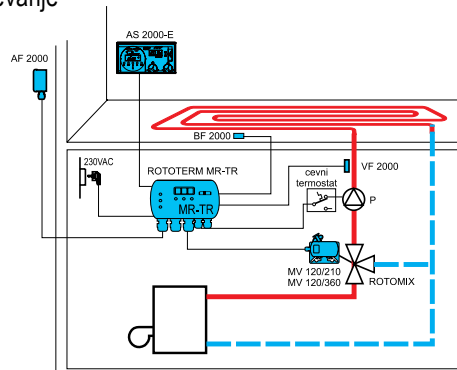 AS 2000-E
AF 2000
BF 2000
230VAC
ROTOTERM MR-TR
cevni
termostat
VF 2000
MR-TR
P
MV 120/210
MV 120/360
ROTOMIX